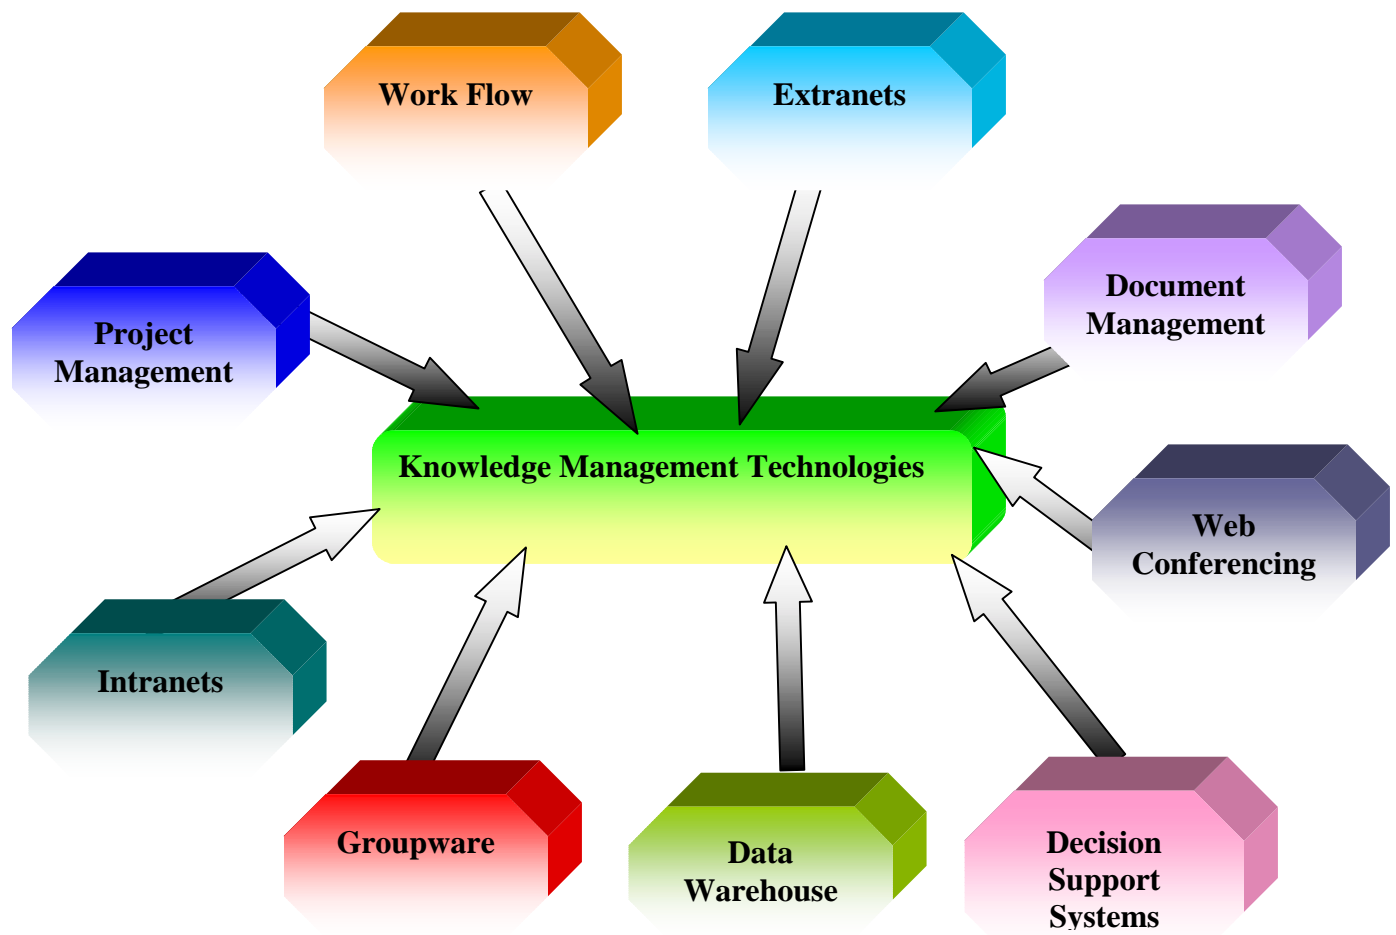 Work Flow
Extranets
Document
Management
Project
Management
Knowledge Management Technologies
Web
Conferencing
Intranets
Groupware
Data
Warehouse
Decision
Support
Systems